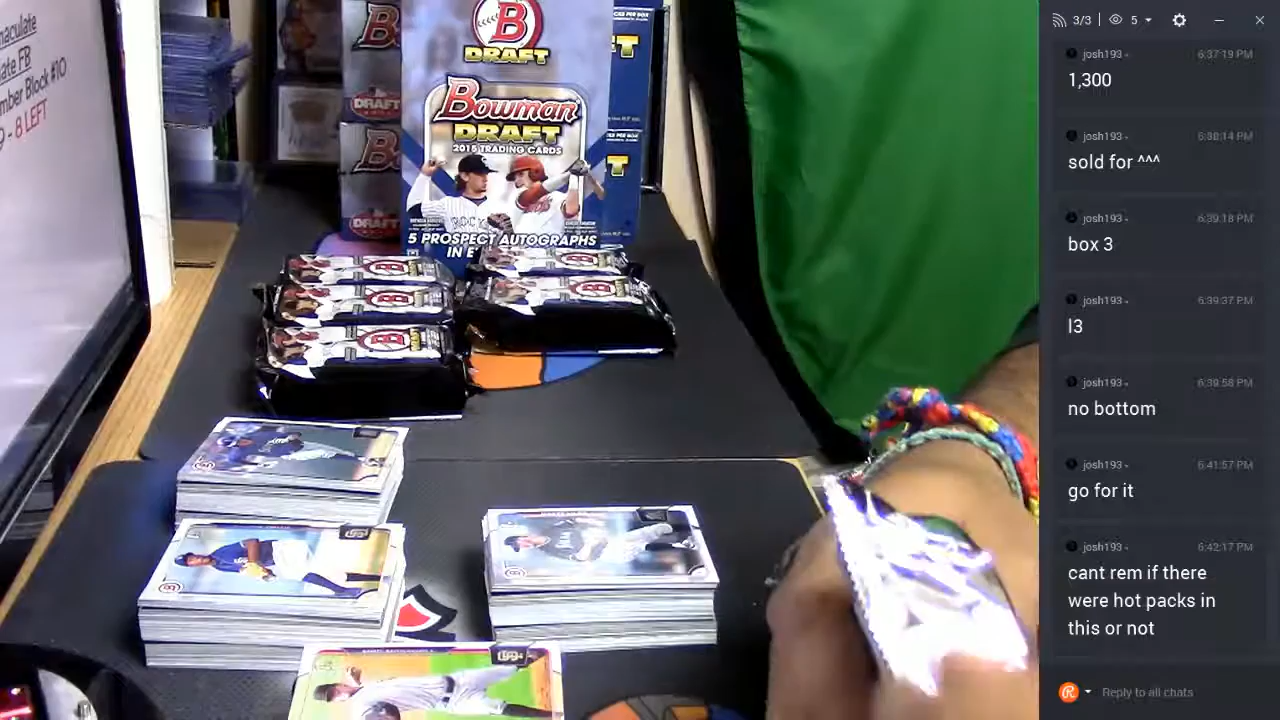 aculate
ate FB
mber Block #10
9 - 8 LEFT
B
DRAFT
Bowman
DRAFT
2015 TRADING CARDS
5 PROSPECT AUTOGRAPHS
IN E
B
DRAFT
B
DRAFT
T
T
3/3
5
josh193 6:37:19 PM
1,300
josh193 6:38:14 PM
sold for ^^^
josh193 6:39:18 PM
box 3
josh193 6:39:37 PM
l3
josh193 6:39:58 PM
no bottom
josh193 6:41:57 PM
go for it
josh193 6:42:17 PM
cant rem if there
were hot packs in
this or not
Reply to all chats